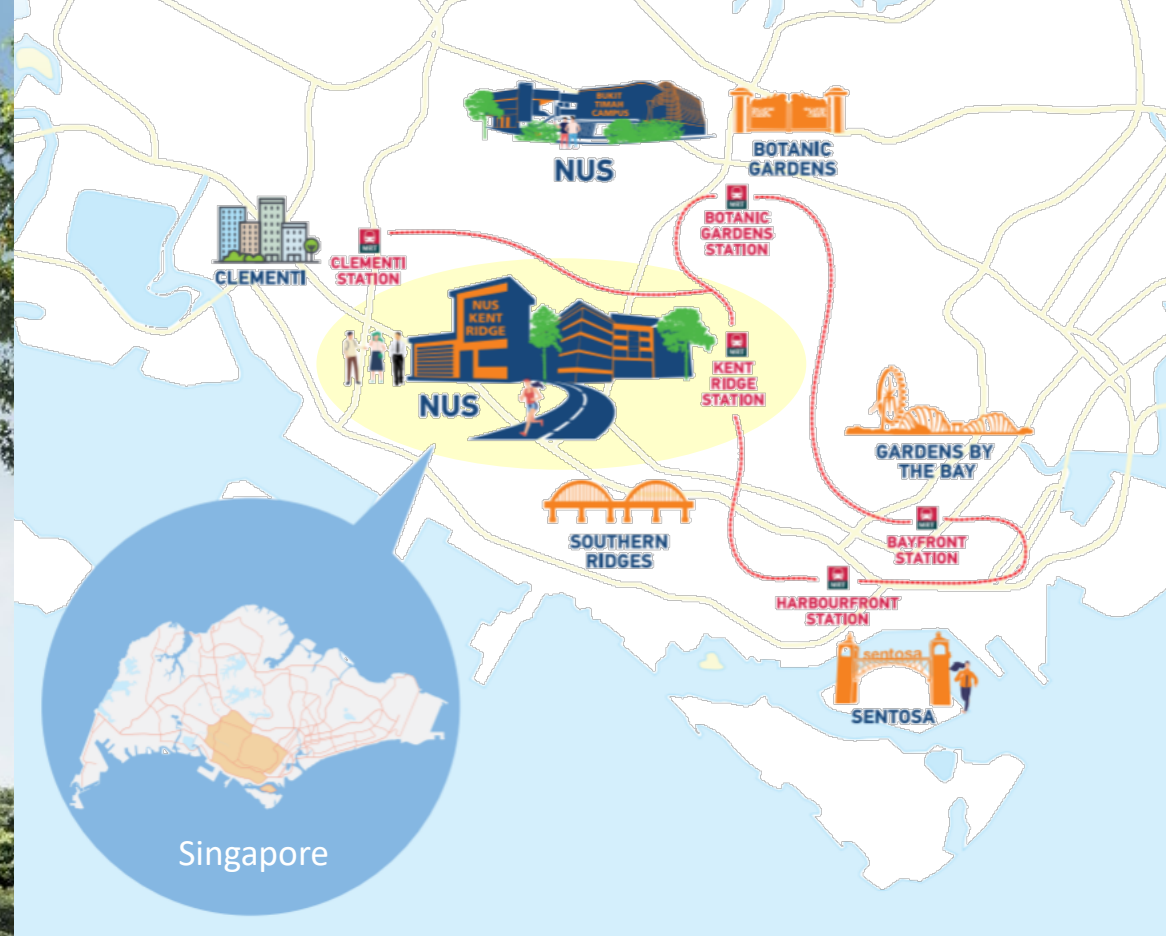 BUKIT
TIMAH
CAMPUS
NUS
BOTANIC
GARDENS
BOTANIC
GARDENS
STATION
CLEMENTI
CLEMENTI
STATION
NUS
KENT
RIDGE
NUS
KENT
RIDGE
STATION
GARDENS BY
THE BAY
SOUTHERN
RIDGES
BAYFRONT
STATION
HARBOURFRONT
STATION
sentosa
SENTOSA
Singapore